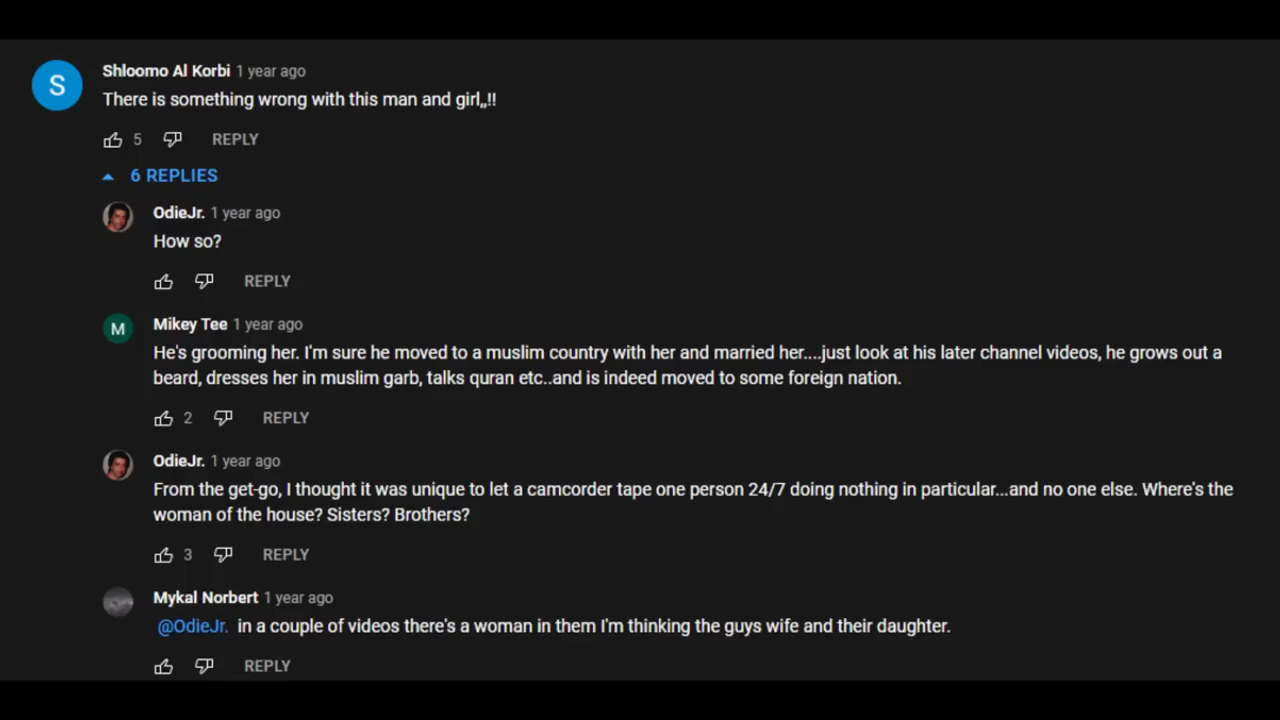 S
Shloomo Al Korbi 1 year ago
There is something wrong with this man and girl,,!!
5 REPLY
6 REPLIES
OdieJr. 1 year ago
How so?
REPLY
M
Mikey Tee 1 year ago
He's grooming her. I'm sure he moved to a muslim country with her and married her....just look at his later channel videos, he grows out a
beard, dresses her in muslim garb, talks quran etc..and is indeed moved to some foreign nation.
2 REPLY
OdieJr. 1 year ago
From the get-go, I thought it was unique to let a camcorder tape one person 24/7 doing nothing in particular...and no one else. Where's the
woman of the house? Sisters? Brothers?
3 REPLY
Mykal Norbert 1 year ago
@OdieJr. in a couple of videos there's a woman in them I'm thinking the guys wife and their daughter.
REPLY